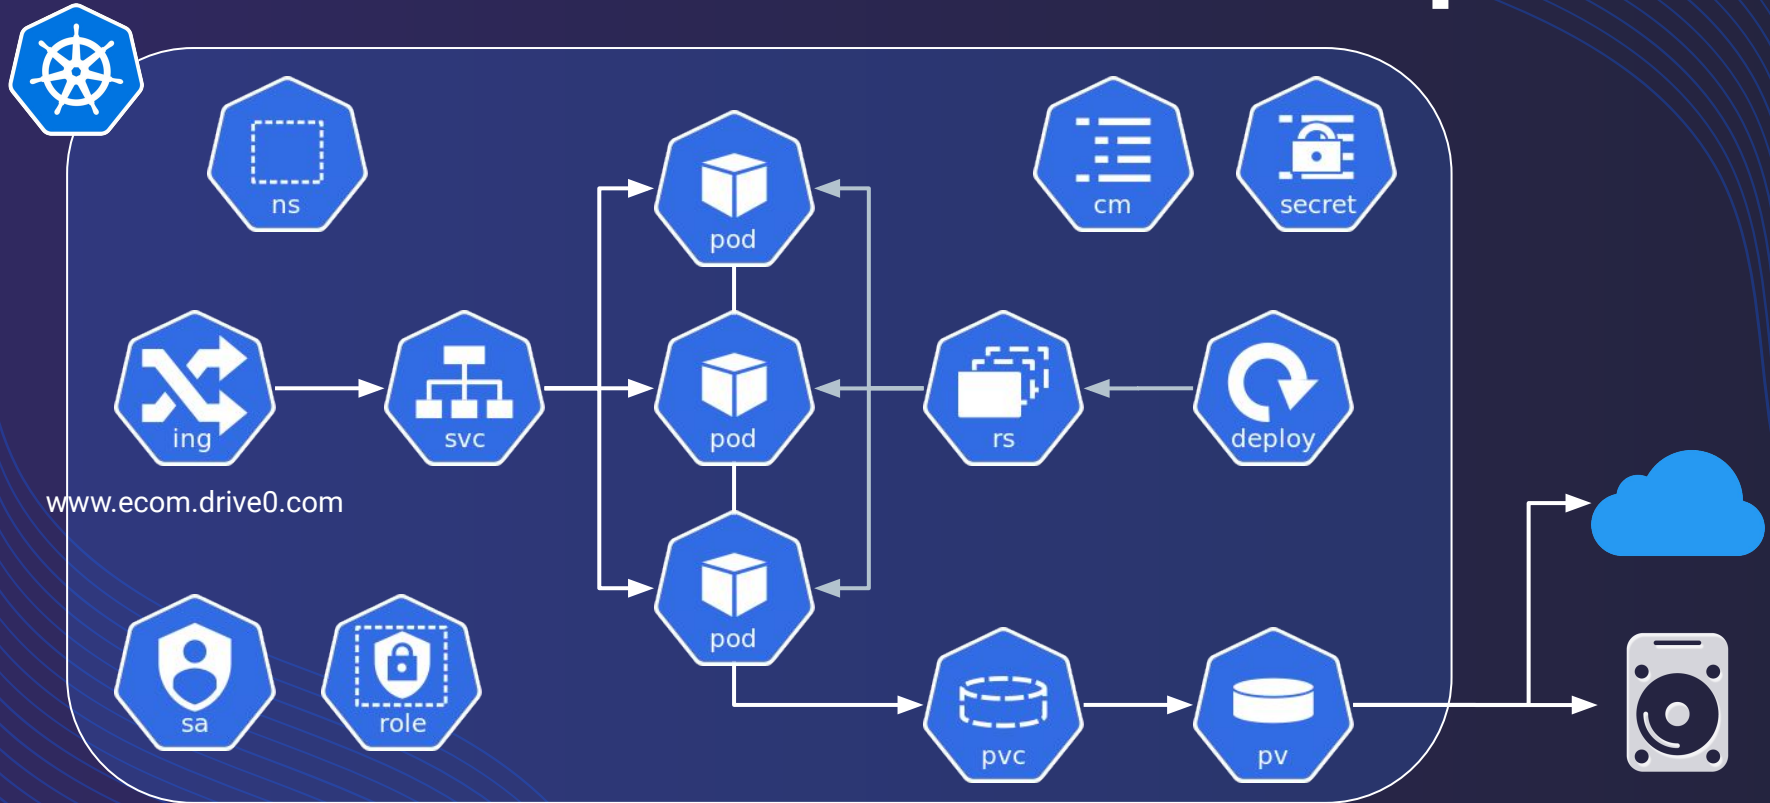 ns
pod
cm
secret
ing
svc
pod
rs
deploy
www.ecom.drive0.com
pod
sa
role
pvc
pv